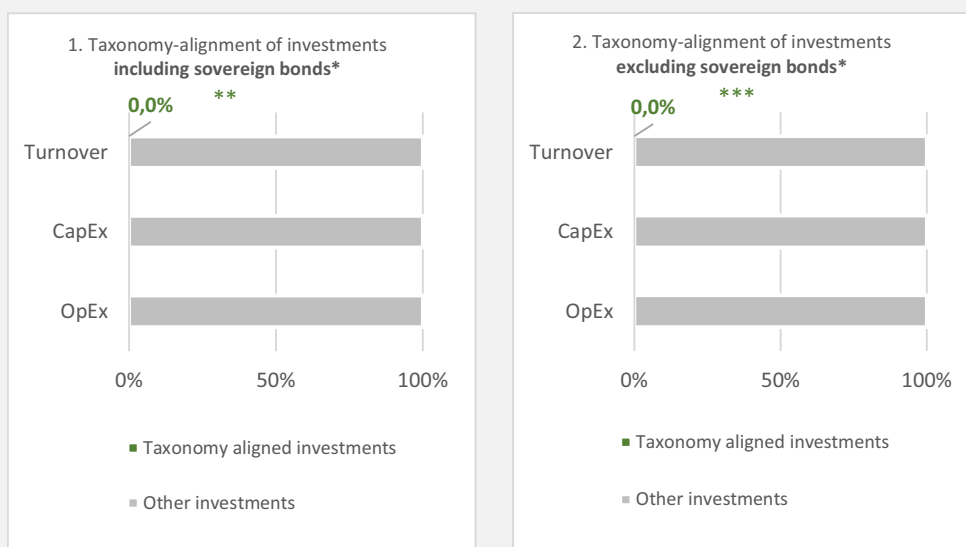 1. Taxonomy-alignment of investments
including sovereign bonds*
0,0% **
Turnover
CapEx
OpEx
0% 50% 100%
Taxonomy aligned investments
Other investments
2. Taxonomy-alignment of investments
excluding sovereign bonds*
0,0% ***
Turnover
CapEx
OpEx
0% 50% 100%
Taxonomy aligned investments
Other investments